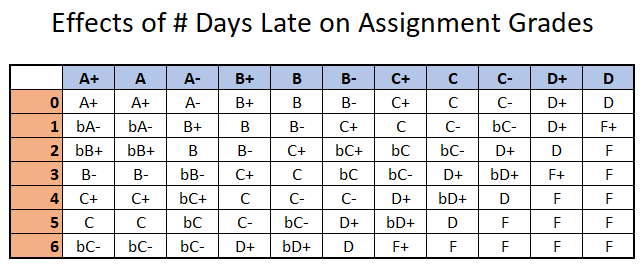 Effects of # Days Late on Assignment Grades
A+ A A- B+ B B- C+ C C- D+ D
0 A+ A+ A- B+ B B- C+ C C- D+ D
1 bA- bA- B+ B B- C+ C C- bC- D+ F+
2 bB+ bB+ B B- C+ bC+ bC bC- D+ D F
3 B- B- bB- C+ C bC bC- D+ bD+ F+ F
4 C+ C+ bC+ C C- C- D+ bD+ D F F
5 C C bC C- bC- D+ bD+ D F F F
6 bC- bC- bC- D+ bD+ D F+ F F F F